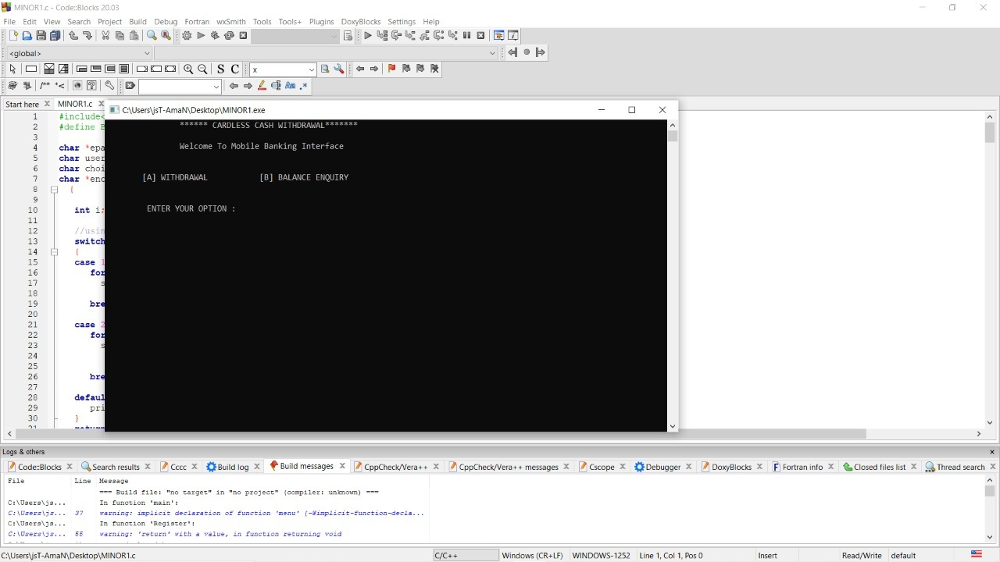 MINOR1.c - Code::Blocks 20.03
File Edit View Search Project Build Debug Fortran wxSmith Tools Tools+ Plugins DoxyBlocks Settings Help
<global>
S C x
/** *<
Aa .*
Start here MINOR1.c
C:\Users\jsT-AmaN\Desktop\MINOR1.exe
****** CARDLESS CASH WITHDRAWAL*******
Welcome To Mobile Banking Interface
[A] WITHDRAWAL [B] BALANCE ENQUIRY
ENTER YOUR OPTION :
1 #include<
2 #define B
3
4 char *epa
5 char user
6 char choi
7 char *enc
8 {
9
10 int i;
11
12 //usin
13 switch
14 {
15 case 1
16 for
17 s
18
19 bre
20
21 case 2
22 for
23 s
24
25
26 bre
27
28 defaul
29 pri
30 }
31 return
Logs & others
Code::Blocks Search results Cccc Build log Build messages CppCheck/Vera++ CppCheck/Vera++ messages Cscope Debugger DoxyBlocks Fortran info Closed files list Thread search
File Line Message
=== Build file: "no target" in "no project" (compiler: unknown) ===
C:\Users\js... In function 'main':
C:\Users\js... 37 warning: implicit declaration of function 'menu' [-Wimplicit-function-decla...
C:\Users\js... In function 'Register':
C:\Users\js... 55 warning: 'return' with a value, in function returning void
C:\Users\jsT-AmaN\Desktop\MINOR1.c C/C++ Windows (CR+LF) WINDOWS-1252 Line 1, Col 1, Pos 0 Insert Read/Write default